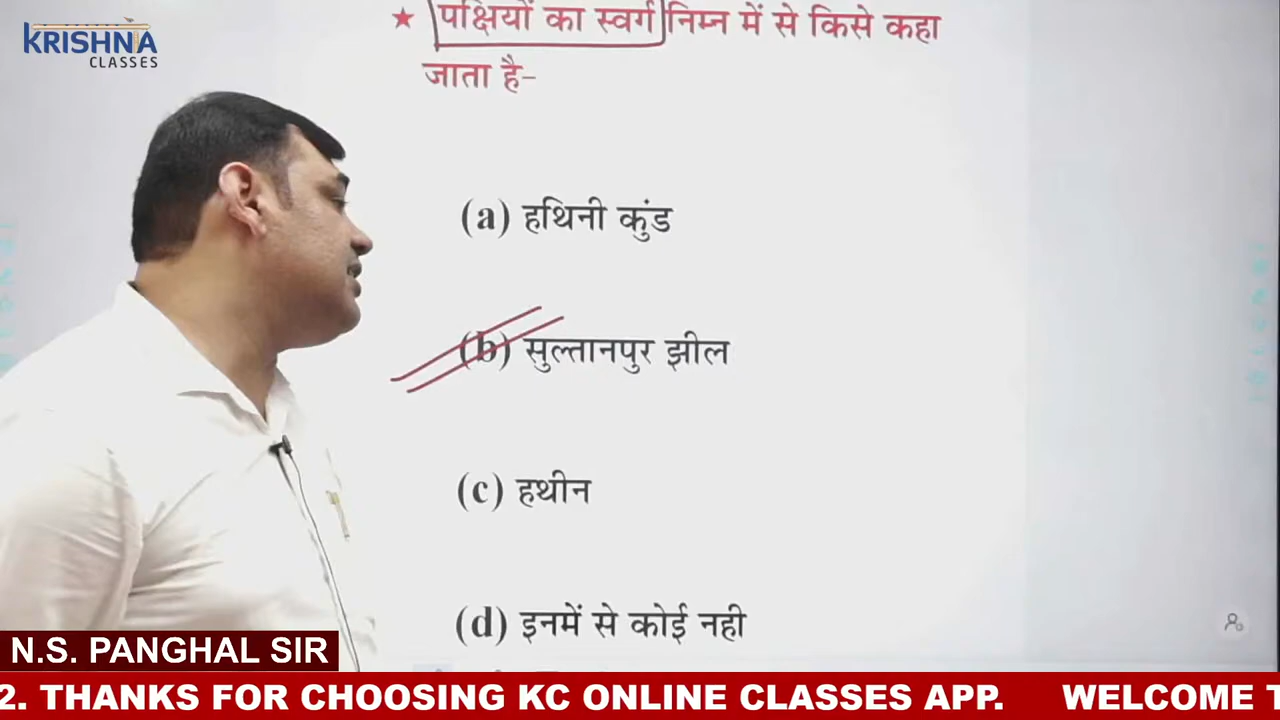 KRISHNA
CLASSES
★ पक्षियों का स्वर्ग निम्न में से किसे कहा
जाता है-
(a) हथिनी कुंड
(b) सुल्तानपुर झील
(c) हथीन
(d) इनमें से कोई नही
N.S. PANGHAL SIR
2. THANKS FOR CHOOSING KC ONLINE CLASSES APP. WELCOME T